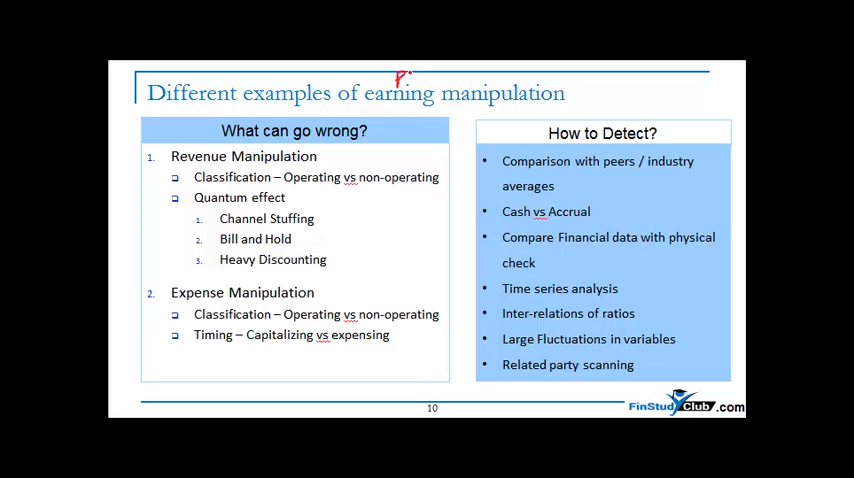 Different examples of earning manipulation
What can go wrong?
1. Revenue Manipulation
Classification – Operating vs non-operating
Quantum effect
1. Channel Stuffing
2. Bill and Hold
3. Heavy Discounting
2. Expense Manipulation
Classification – Operating vs non-operating
Timing – Capitalizing vs expensing
How to Detect?
• Comparison with peers / industry
averages
• Cash vs Accrual
• Compare Financial data with physical
check
• Time series analysis
• Inter-relations of ratios
• Large Fluctuations in variables
• Related party scanning
10
FinStudyClub.com